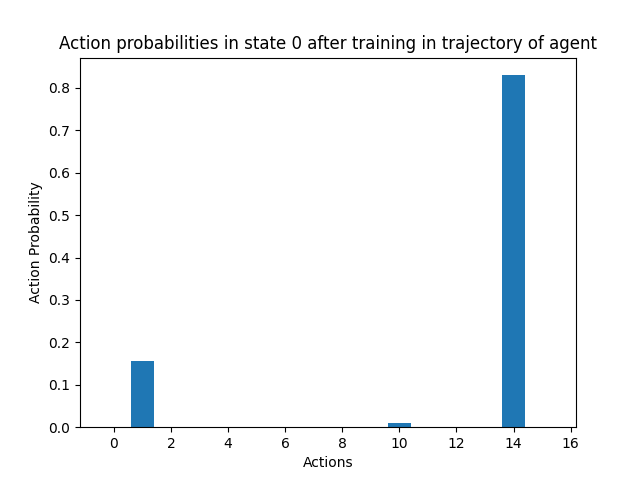 Action probabilities in state 0 after training in trajectory of agent
Action Probability
0.8
0.7
0.6
0.5
0.4
0.3
0.2
0.1
0.0
0 2 4 6 8 10 12 14 16
Actions